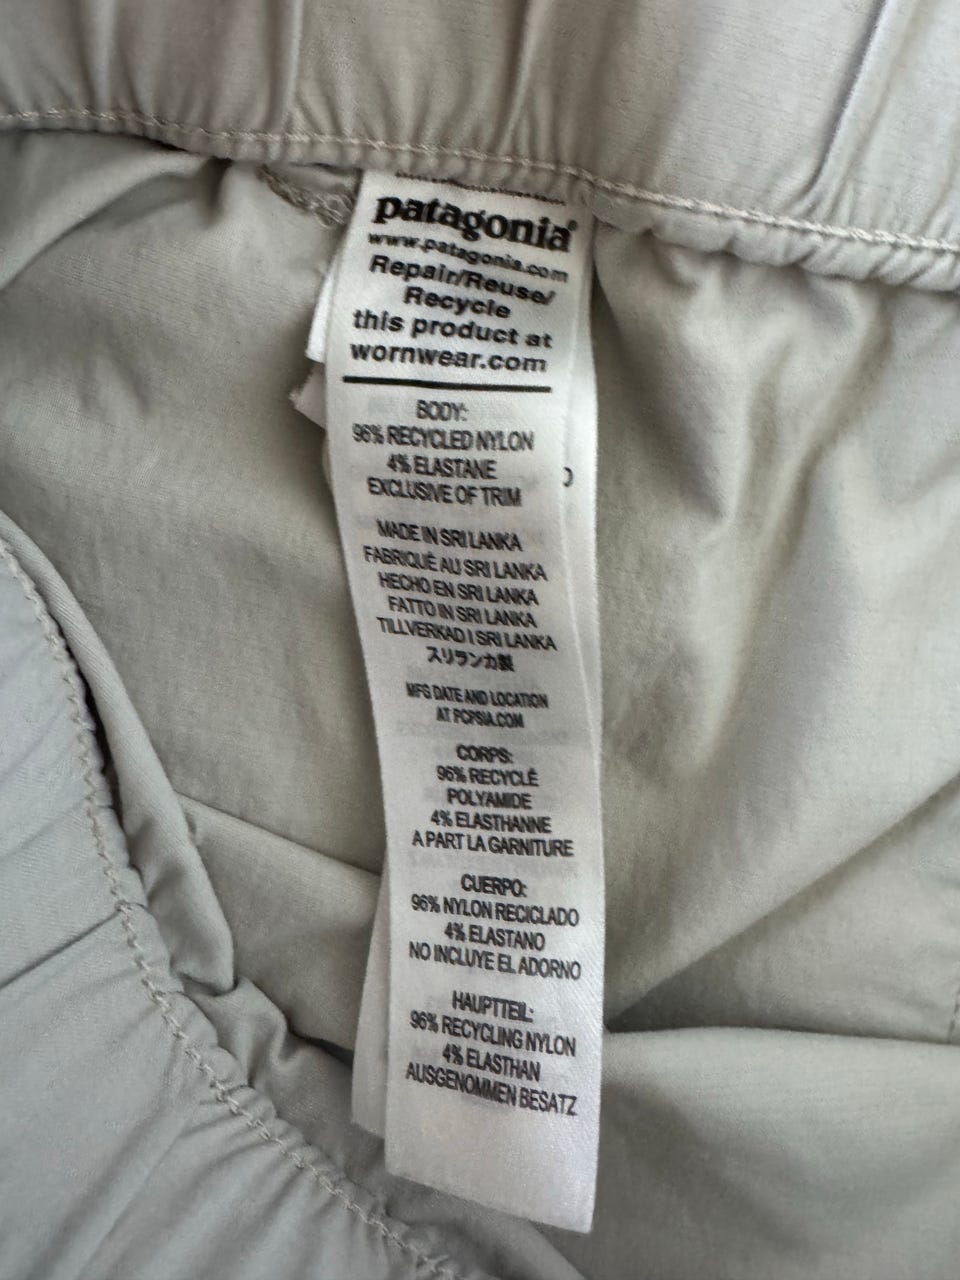 patagonia®
www.patagonia.com
Repair/Reuse/
Recycle
this product at
wornwear.com
BODY:
96% RECYCLED NYLON
4% ELASTANE
EXCLUSIVE OF TRIM
MADE IN SRI LANKA
FABRIQUÉ AU SRI LANKA
HECHO EN SRI LANKA
FATTO IN SRI LANKA
TILLVERKAD I SRI LANKA
スリランカ製
MFG DATE AND LOCATION
AT PCPSIA.COM
CORPS:
96% RECYCLÉ
POLYAMIDE
4% ELASTHANNE
A PART LA GARNITURE
CUERPO:
96% NYLON RECICLADO
4% ELASTANO
NO INCLUYE EL ADORNO
HAUPTTEIL:
96% RECYCLING NYLON
4% ELASTHAN
AUSGENOMMEN BESATZ